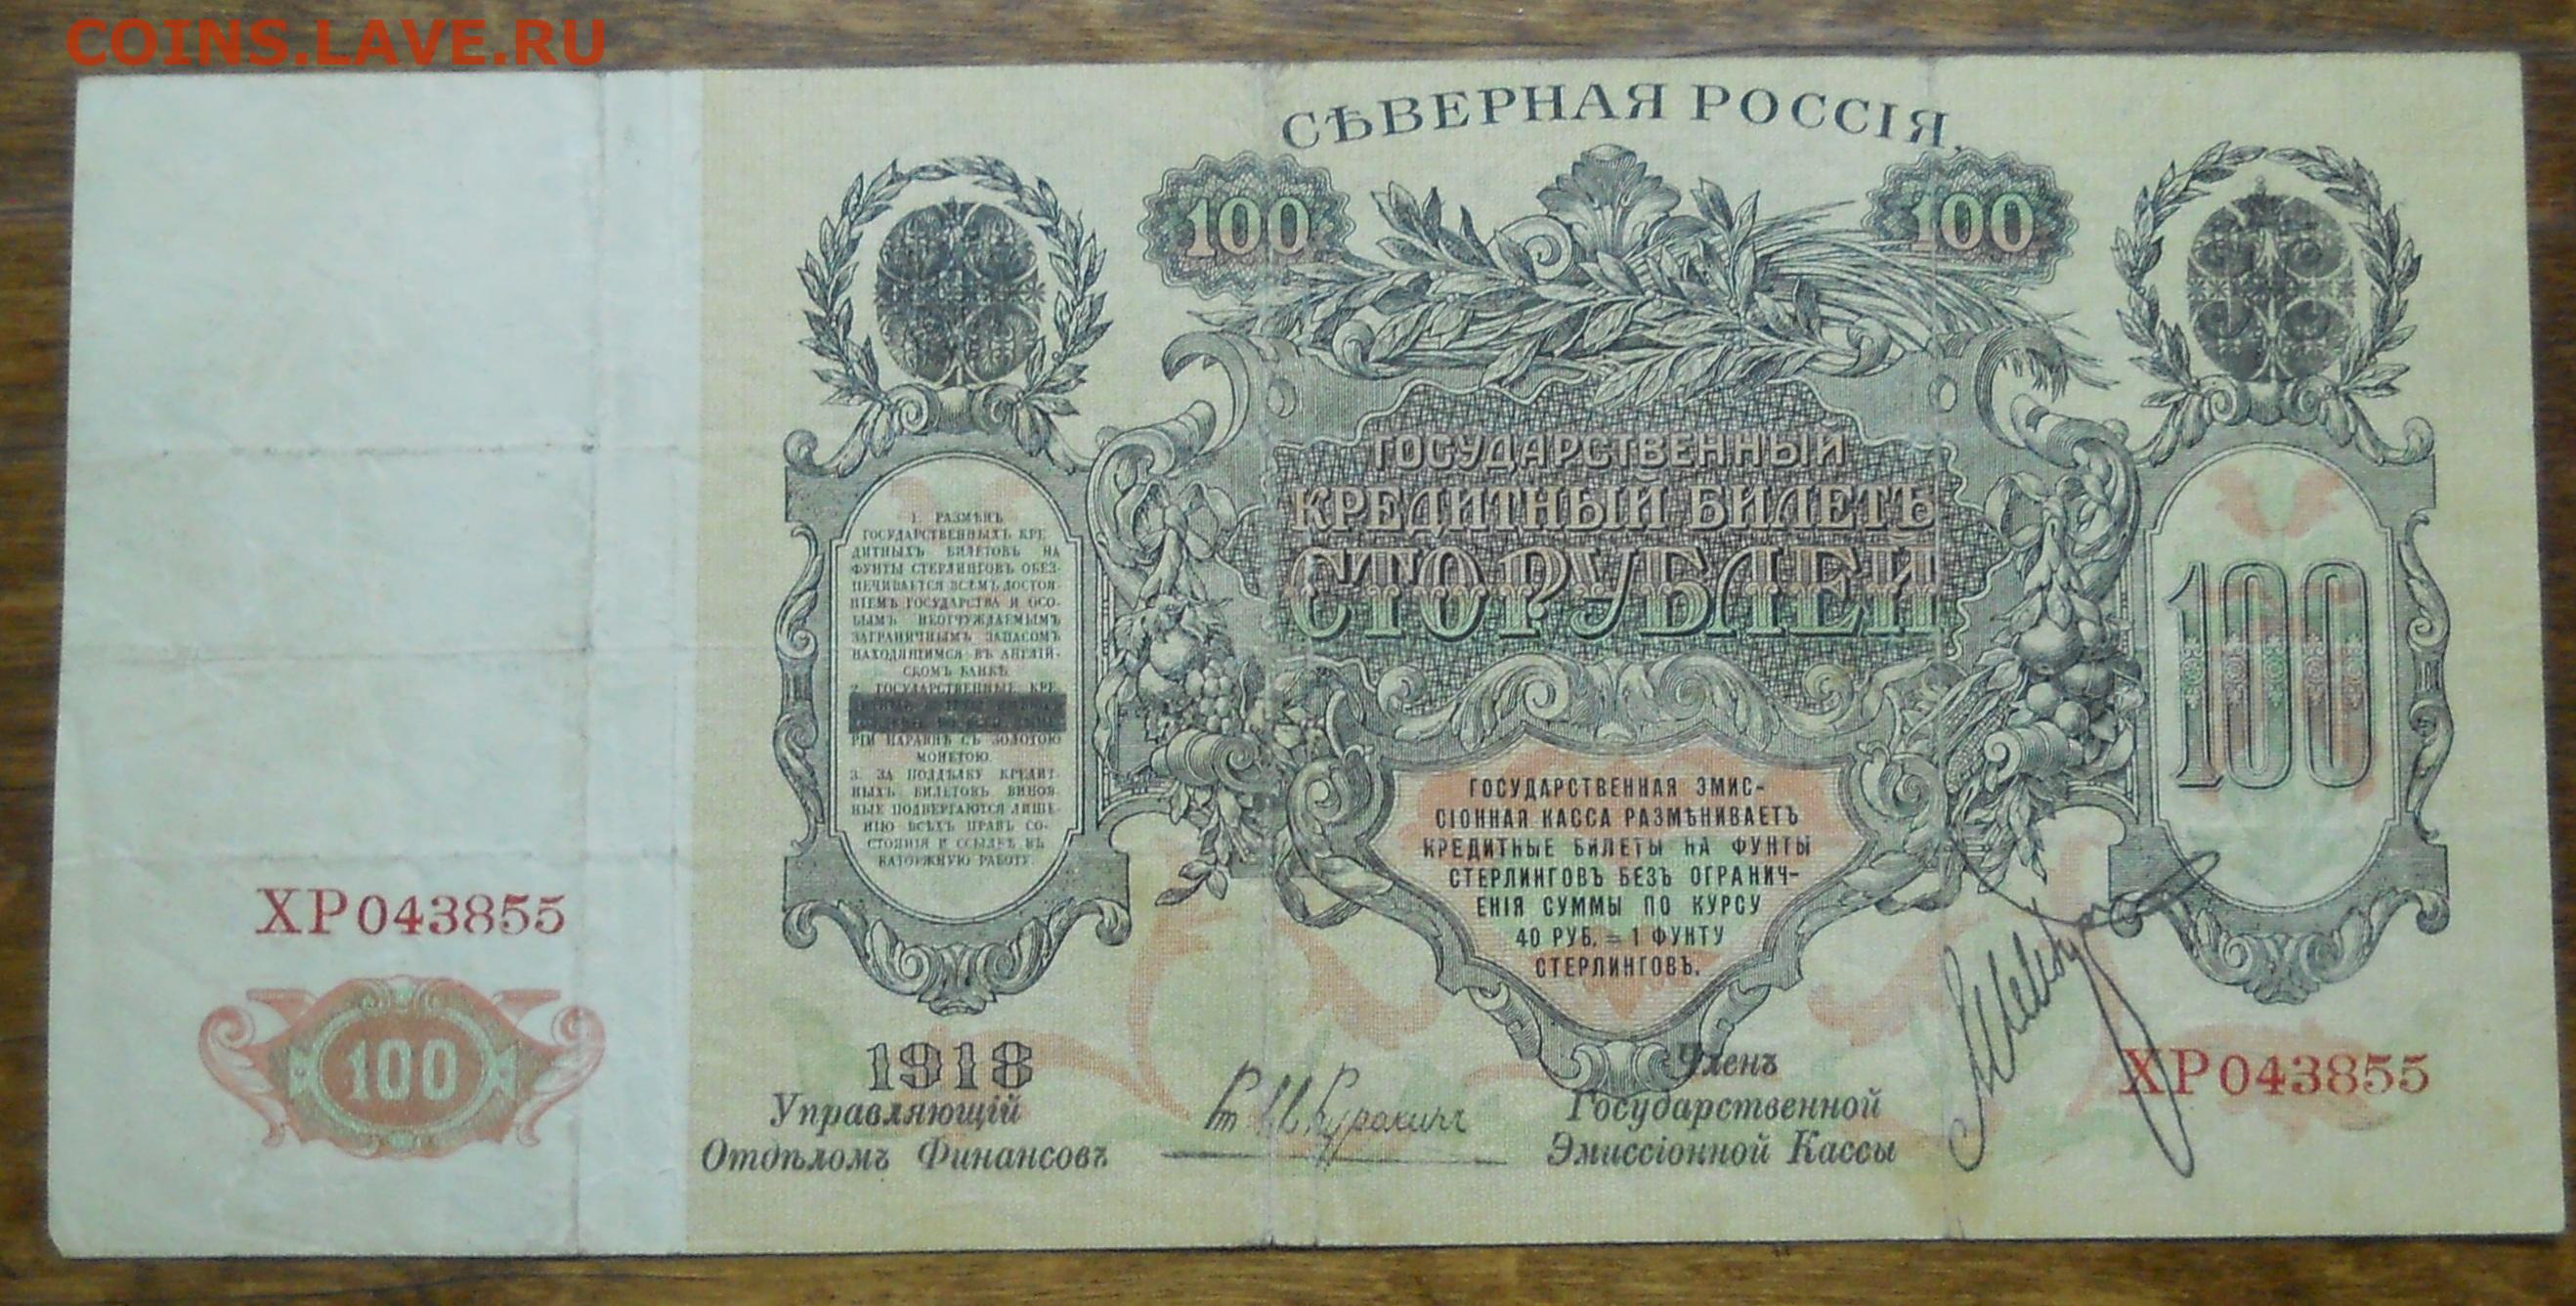 COINS.LAVE.RU
СѢВЕРНАЯ РОССІЯ.
100
100
ГОСУДАРСТВЕННЫЙ
КРЕДИТНЫЙ БИЛЕТЪ
СТО РУБЛЕЙ
1. РАЗМѢНЪ
ГОСУДАРСТВЕННЫХЪ КРЕ-
ДИТНЫХЪ БИЛЕТОВЪ НА
ФУНТЫ СТЕРЛИНГОВЪ ОБЕЗ-
ПЕЧИВАЕТСЯ ВСѢМЪ ДОСТОЯ-
НІЕМЪ ГОСУДАРСТВА И ОСО-
БЫМЪ НЕОТЧУЖДАЕМЫМЪ
ЗАГРАНИЧНЫМЪ ЗАПАСОМЪ
НАХОДЯЩИМСЯ ВЪ АНГЛІЙ-
СКОМЪ БАНКѢ.
2. ГОСУДАРСТВЕННЫЕ КРЕ-
РІИ НАРАВНѢ СЪ ЗОЛОТОЮ
МОНЕТОЮ.
3. ЗА ПОДДѢЛКУ КРЕДИТ-
НЫХЪ БИЛЕТОВЪ ВИНОВ-
НЫЕ ПОДВЕРГАЮТСЯ ЛИШЕ-
НІЮ ВСѢХЪ ПРАВЪ СО-
СТОЯНІЯ И ССЫЛКѢ ВЪ
КАТОРЖНУЮ РАБОТУ.
100
ГОСУДАРСТВЕННАЯ ЭМИС-
СІОННАЯ КАССА РАЗМѢНИВАЕТЪ
КРЕДИТНЫЕ БИЛЕТЫ НА ФУНТЫ
СТЕРЛИНГОВЪ БЕЗЪ ОГРАНИЧ-
ЕНІЯ СУММЫ ПО КУРСУ
40 РУБ. = 1 ФУНТУ
СТЕРЛИНГОВЪ.
ХР043855
100
1918
Управляющій
Отдѣломъ Финансовъ
Членъ
Государственной
Эмиссіонной Кассы
ХР043855